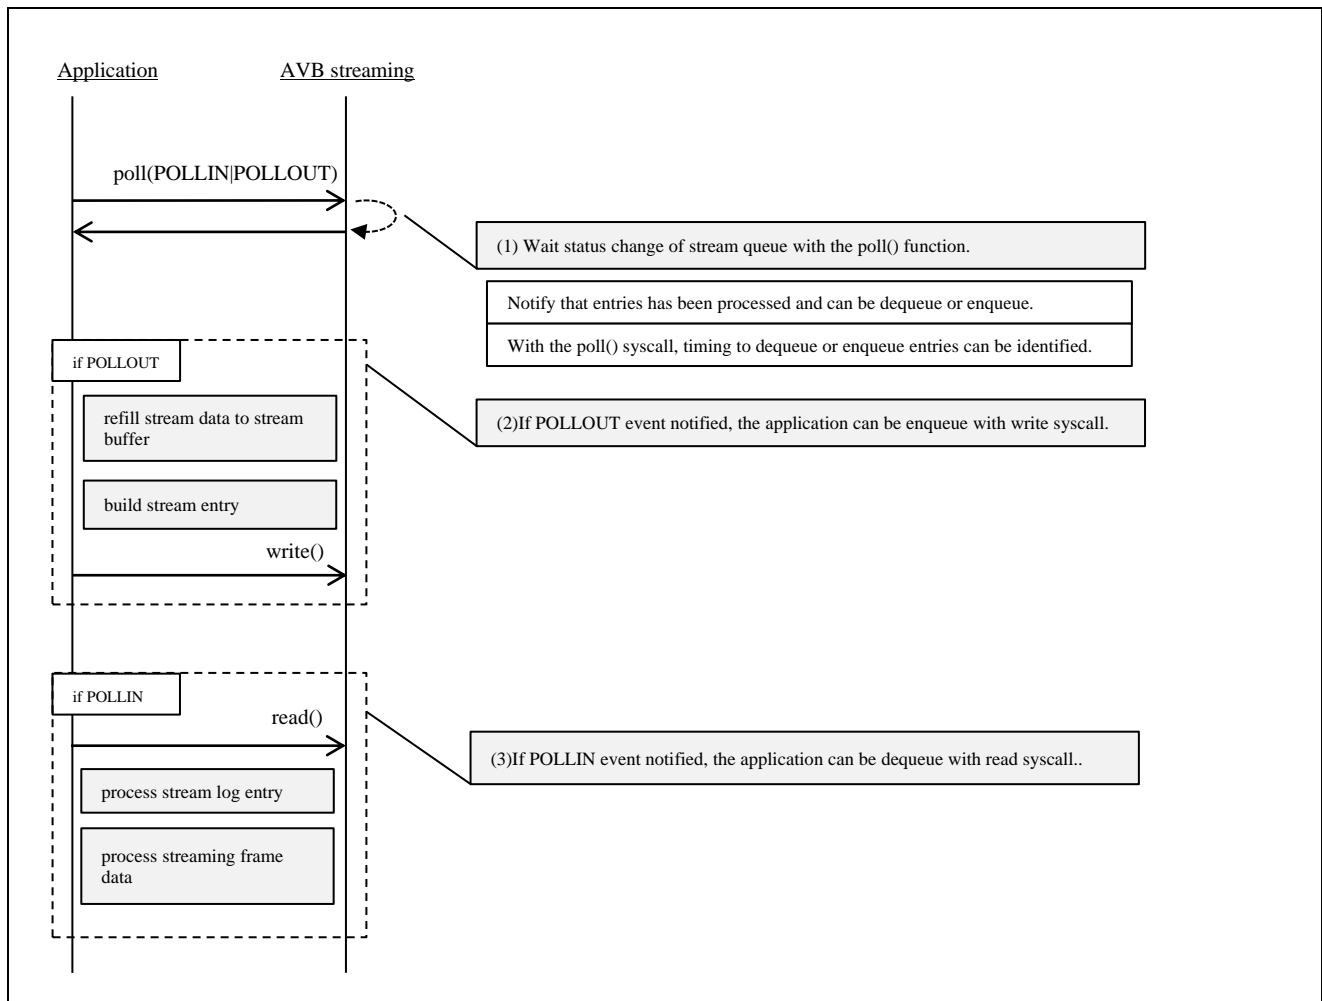 Application
AVB streaming
poll(POLLIN|POLLOUT)
(1) Wait status change of stream queue with the poll() function.
Notify that entries has been processed and can be dequeue or enqueue.
With the poll() syscall, timing to dequeue or enqueue entries can be identified.
if POLLOUT
refill stream data to stream
buffer
(2)If POLLOUT event notified, the application can be enqueue with write syscall.
build stream entry
write()
if POLLIN
read()
(3)If POLLIN event notified, the application can be dequeue with read syscall..
process stream log entry
process streaming frame
data